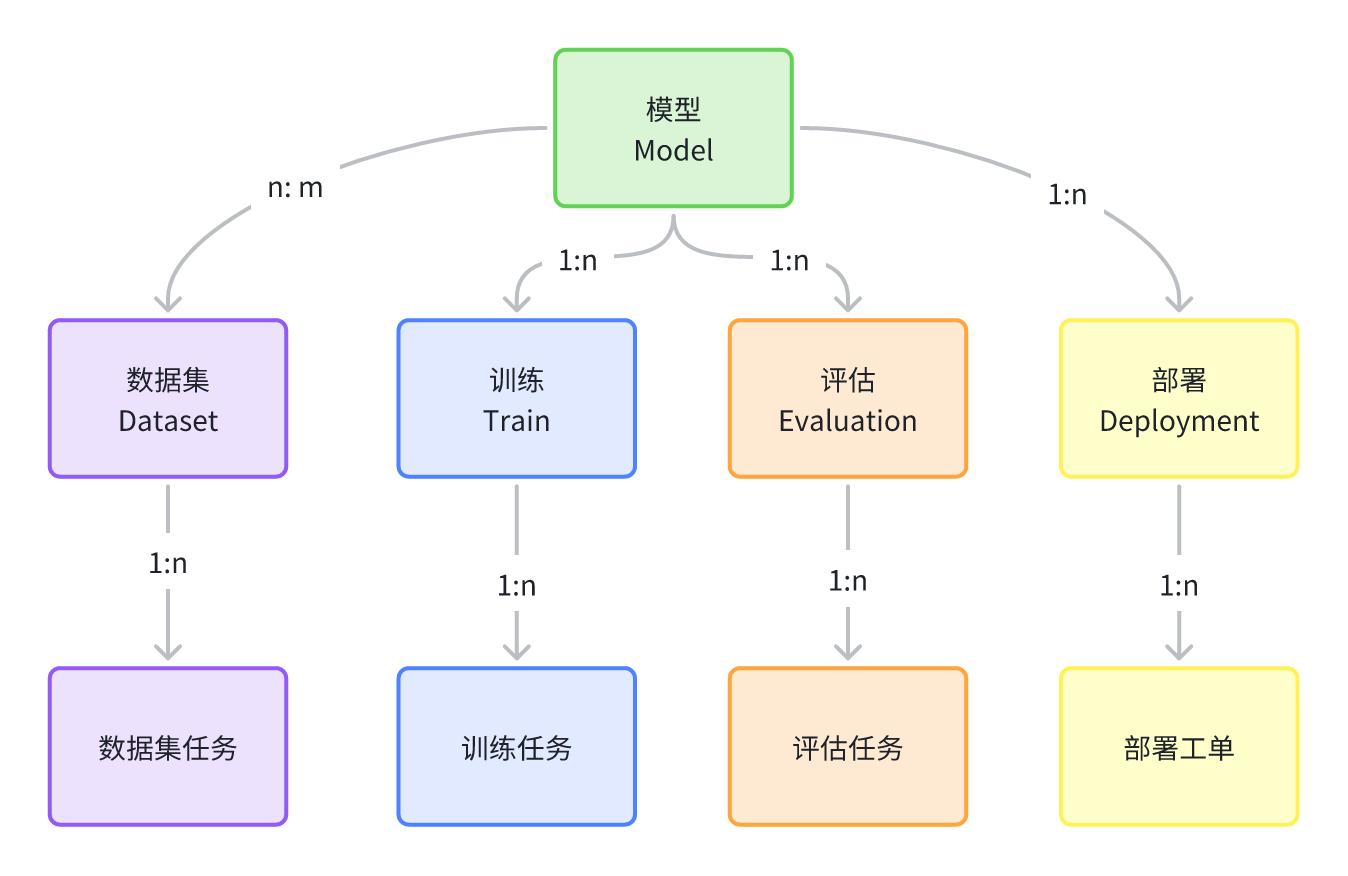 模型
Model
n: m
1:n
1:n
1:n
数据集
Dataset
训练
Train
评估
Evaluation
部署
Deployment
1:n
1:n
1:n
1:n
数据集任务
训练任务
评估任务
部署工单